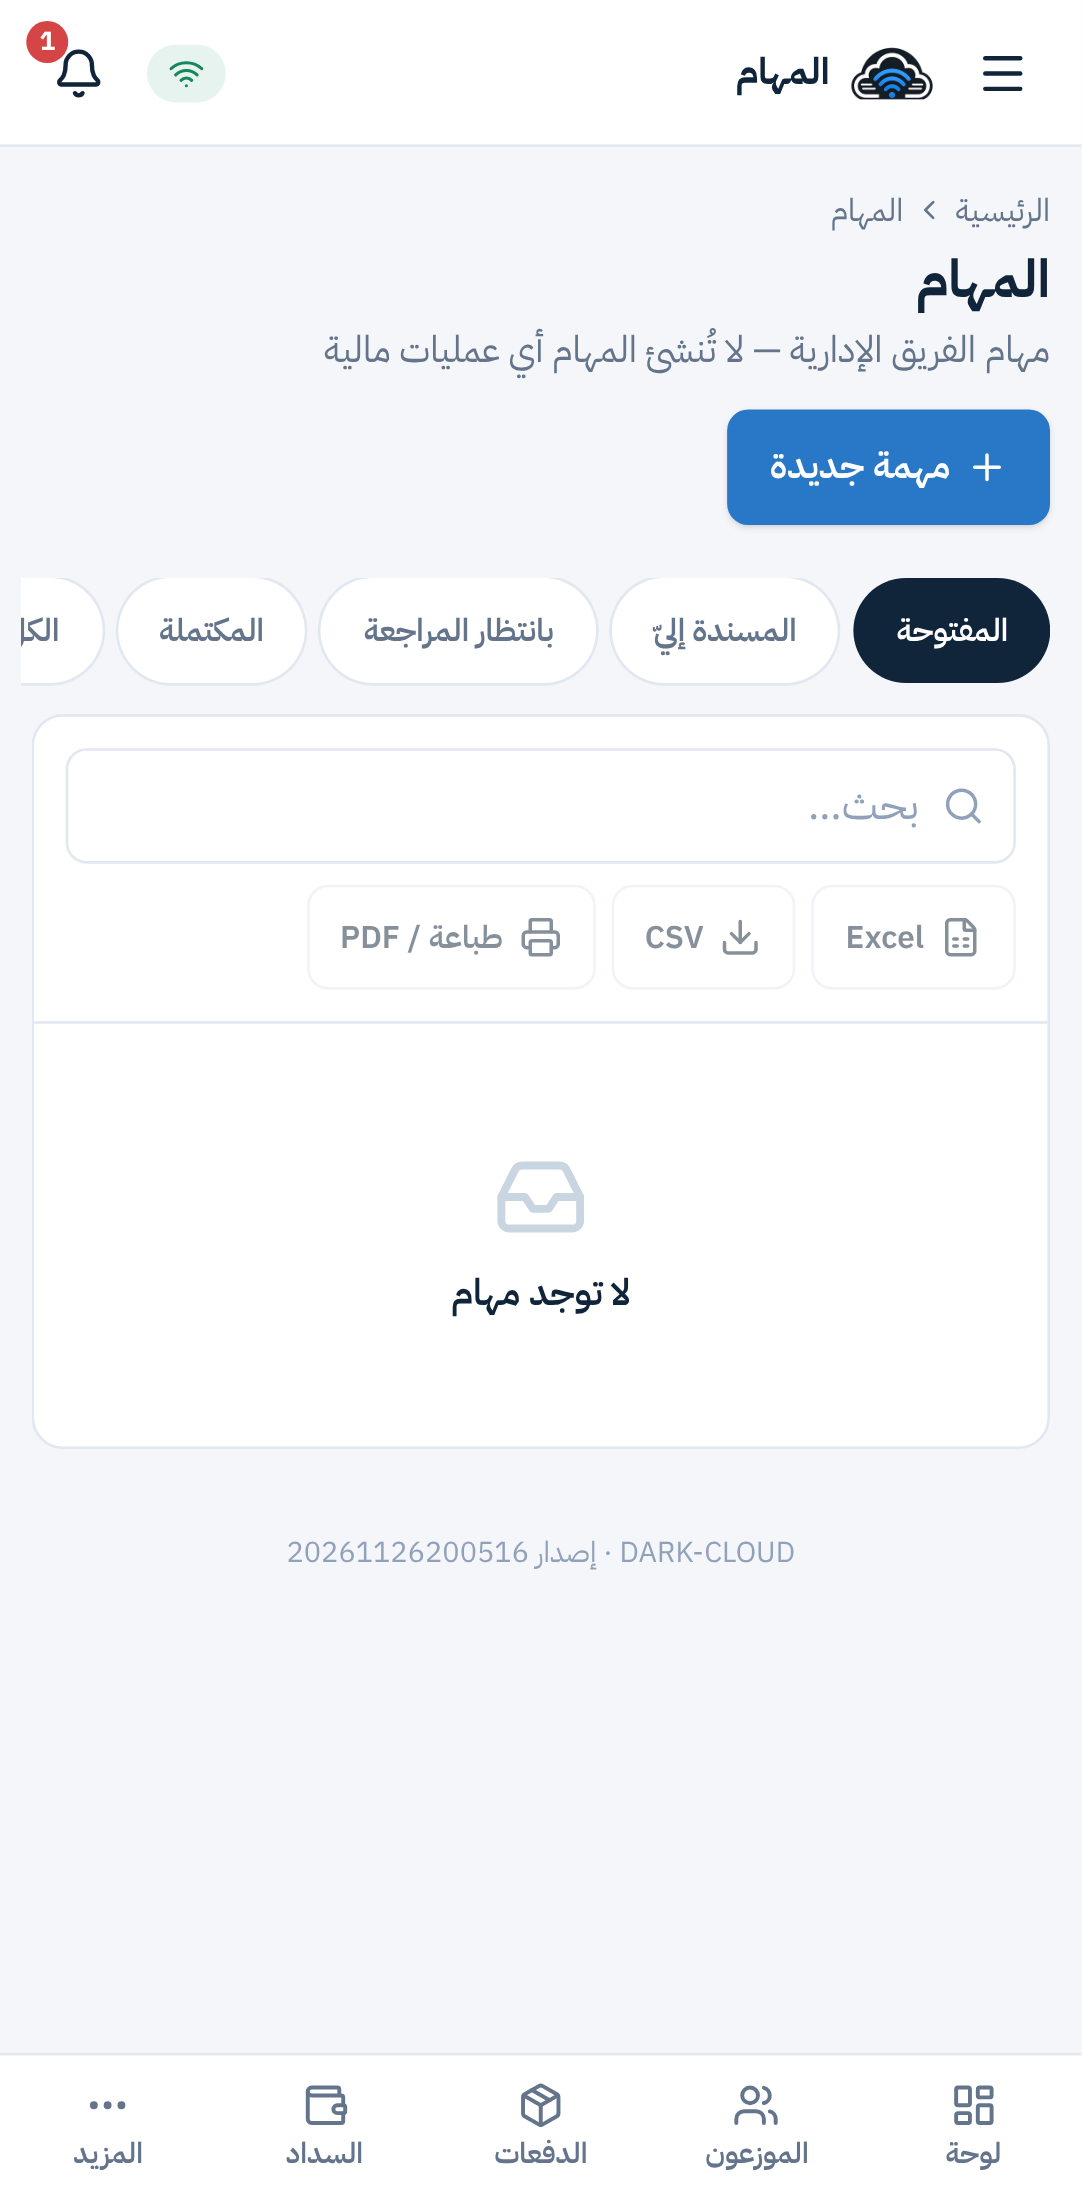 المهام
1
الرئيسية > المهام
المهام
مهام الفريق الإدارية — لا تُنشئ المهام أي عمليات مالية
+ مهمة جديدة
المفتوحة المسندة إليّ بانتظار المراجعة المكتملة الكل
بحث...
Excel CSV طباعة / PDF
لا توجد مهام
DARK-CLOUD · إصدار 20261126200516
لوحة الموزعون الدفعات السداد المزيد